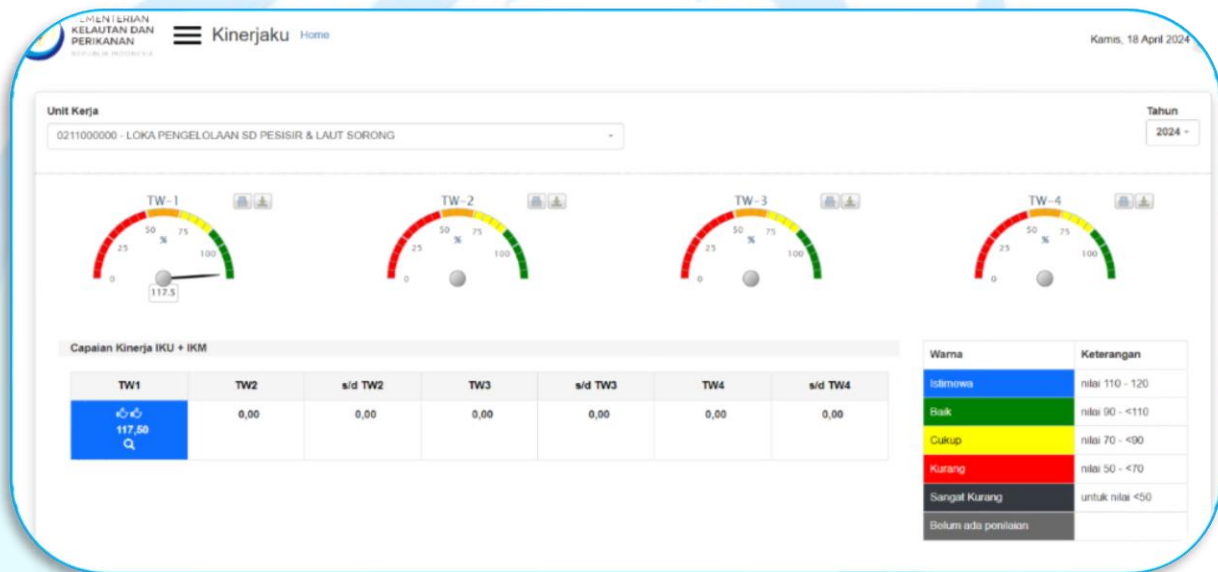 KEMENTERIAN
KELAUTAN DAN
PERIKANAN
REPUBLIK INDONESIA
Kinerjaku Home
Kamis, 18 April 2024
Unit Kerja
Tahun
0211000000 - LOKA PENGELOLAAN SD PESISIR & LAUT SORONG
2024
TW-1
0 25 50 75 100
%
117.5
TW-2
0 25 50 75 100
%
TW-3
0 25 50 75 100
%
TW-4
0 25 50 75 100
%
Capaian Kinerja IKU + IKM
TW1 TW2 s/d TW2 TW3 s/d TW3 TW4 s/d TW4
117,50 0,00 0,00 0,00 0,00 0,00 0,00
Warna Keterangan
Istimewa nilai 110 - 120
Baik nilai 90 - <110
Cukup nilai 70 - <90
Kurang nilai 50 - <70
Sangat Kurang untuk nilai <50
Belum ada penilaian